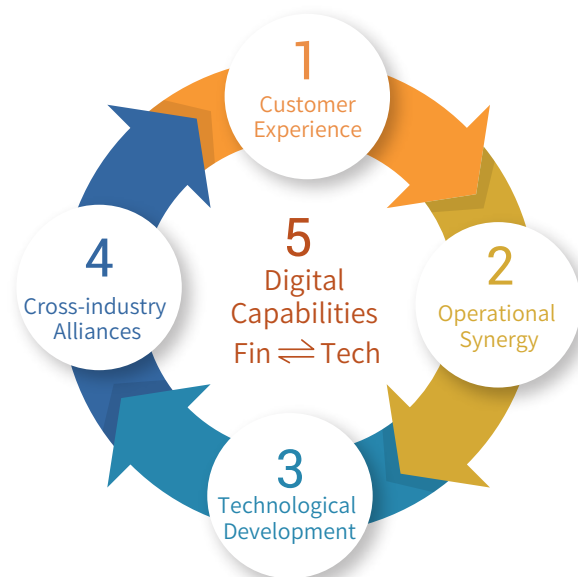 1
Customer
Experience
2
Operational
Synergy
3
Technological
Development
4
Cross-industry
Alliances
5
Digital
Capabilities
Fin ⇌ Tech